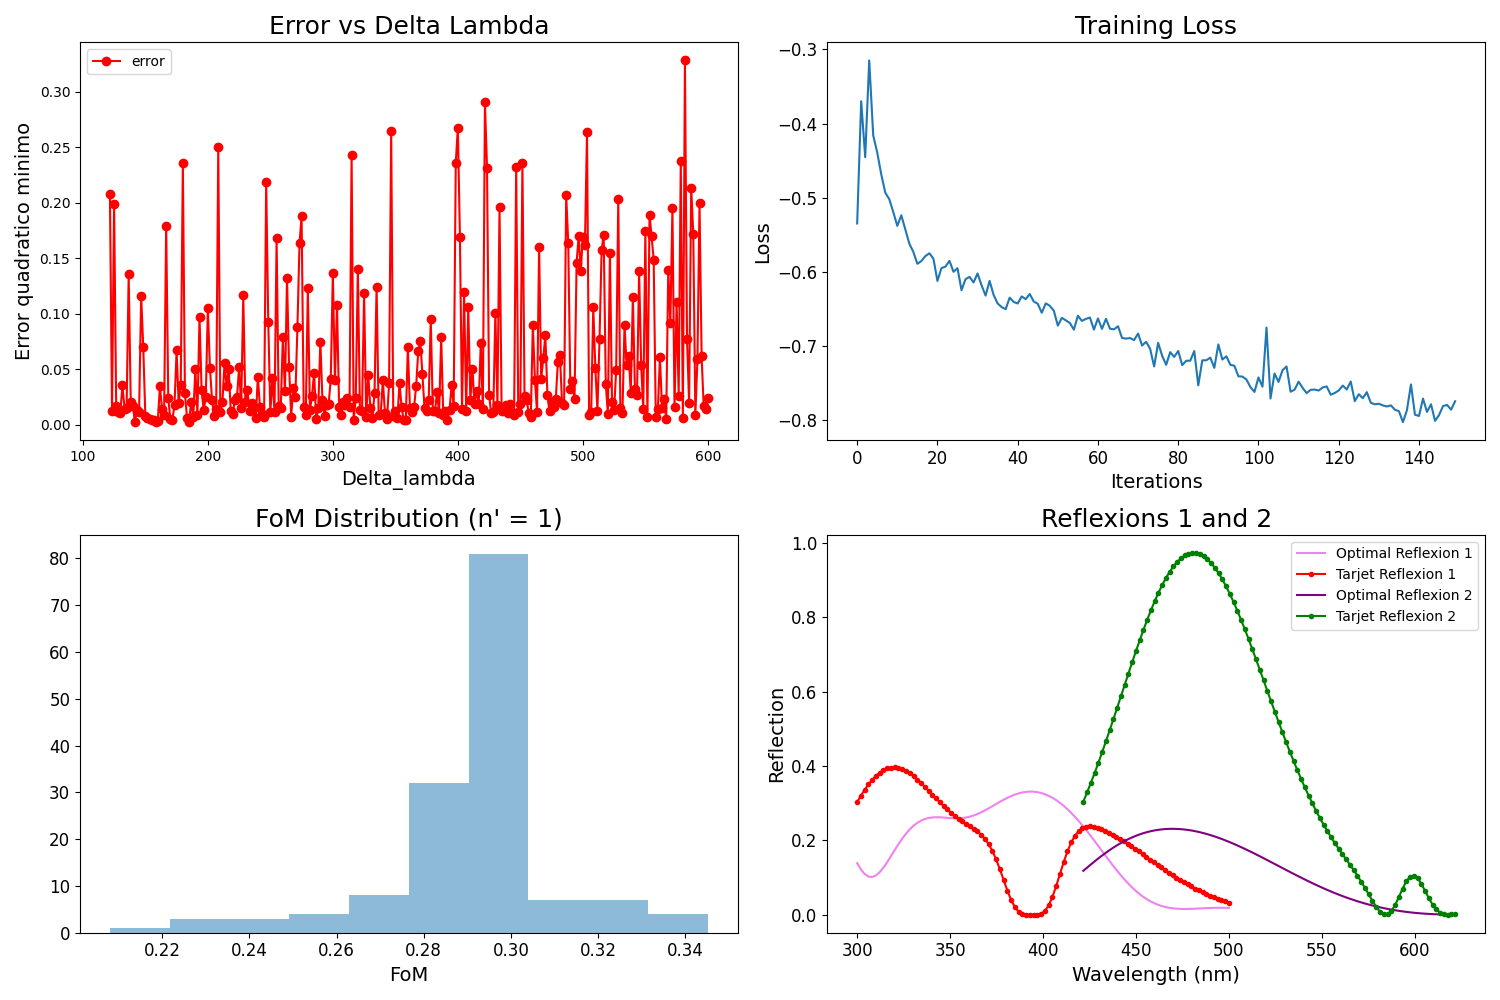 Error vs Delta Lambda
error
Error quadratico minimo
0.30
0.25
0.20
0.15
0.10
0.05
0.00
100 200 300 400 500 600
Delta_lambda
Training Loss
Loss
−0.3
−0.4
−0.5
−0.6
−0.7
−0.8
0 20 40 60 80 100 120 140
Iterations
FoM Distribution (n' = 1)
80
70
60
50
40
30
20
10
0
0.22 0.24 0.26 0.28 0.30 0.32 0.34
FoM
Reflexions 1 and 2
Optimal Reflexion 1
Tarjet Reflexion 1
Optimal Reflexion 2
Tarjet Reflexion 2
Reflection
1.0
0.8
0.6
0.4
0.2
0.0
300 350 400 450 500 550 600
Wavelength (nm)